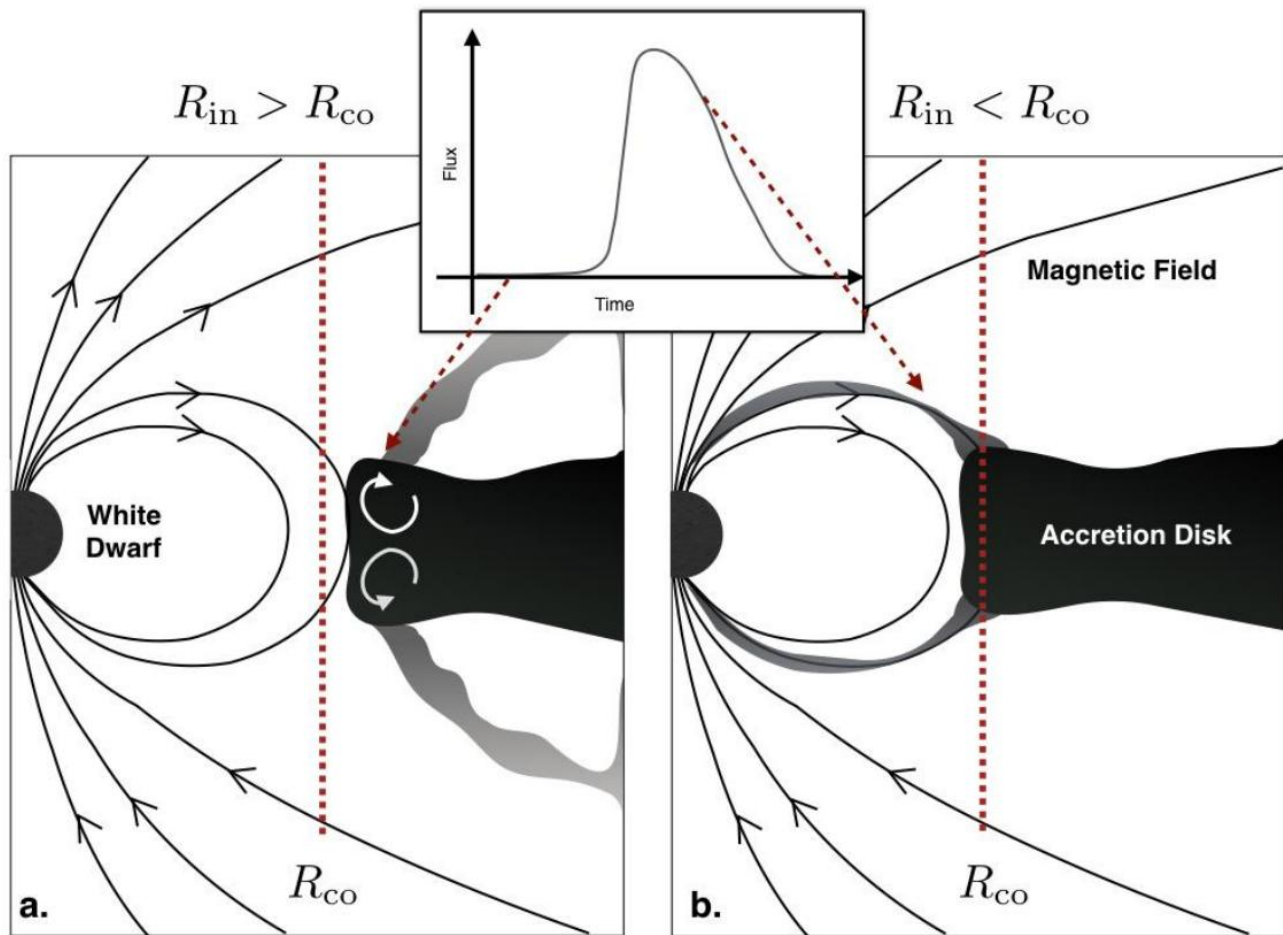 R_in > R_co
Flux
Time
R_in < R_co
White
Dwarf
R_co
a.
Magnetic Field
Accretion Disk
R_co
b.